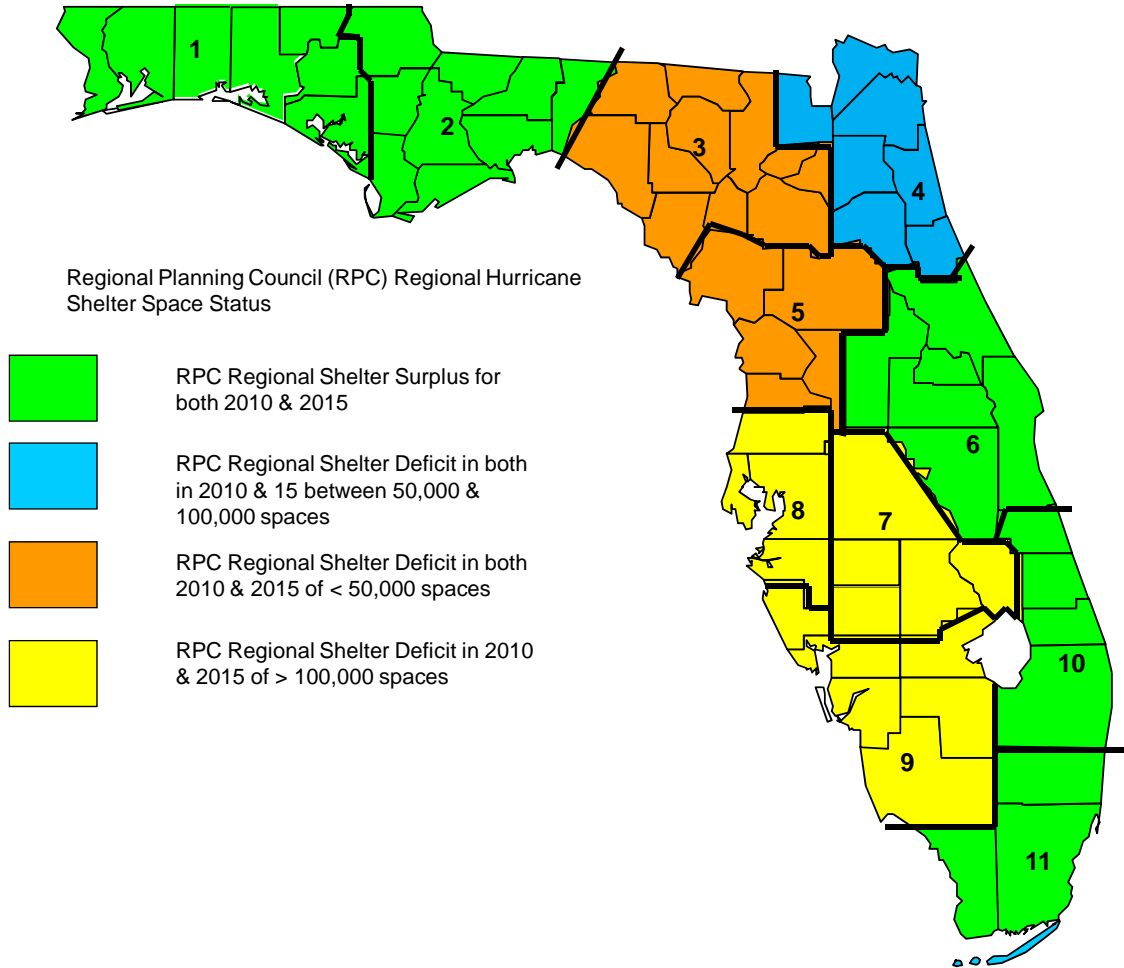 1
2
3
4
Regional Planning Council (RPC) Regional Hurricane
Shelter Space Status
5
RPC Regional Shelter Surplus for
both 2010 & 2015
6
RPC Regional Shelter Deficit in both
in 2010 & 15 between 50,000 &
100,000 spaces
8
7
RPC Regional Shelter Deficit in both
2010 & 2015 of < 50,000 spaces
RPC Regional Shelter Deficit in 2010
& 2015 of > 100,000 spaces
10
9
11